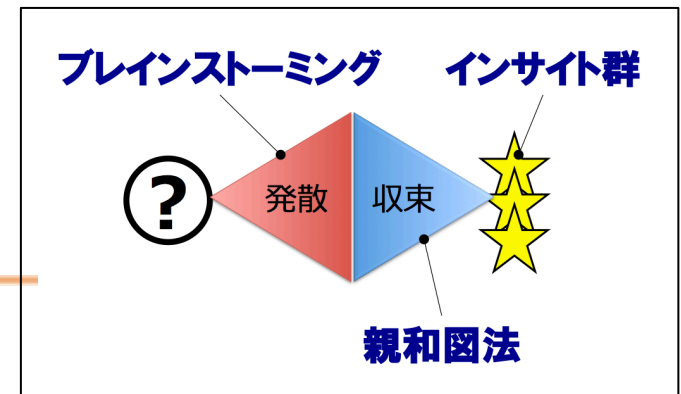 ブレインストーミング
インサイト群
?
発散
収束
親和図法